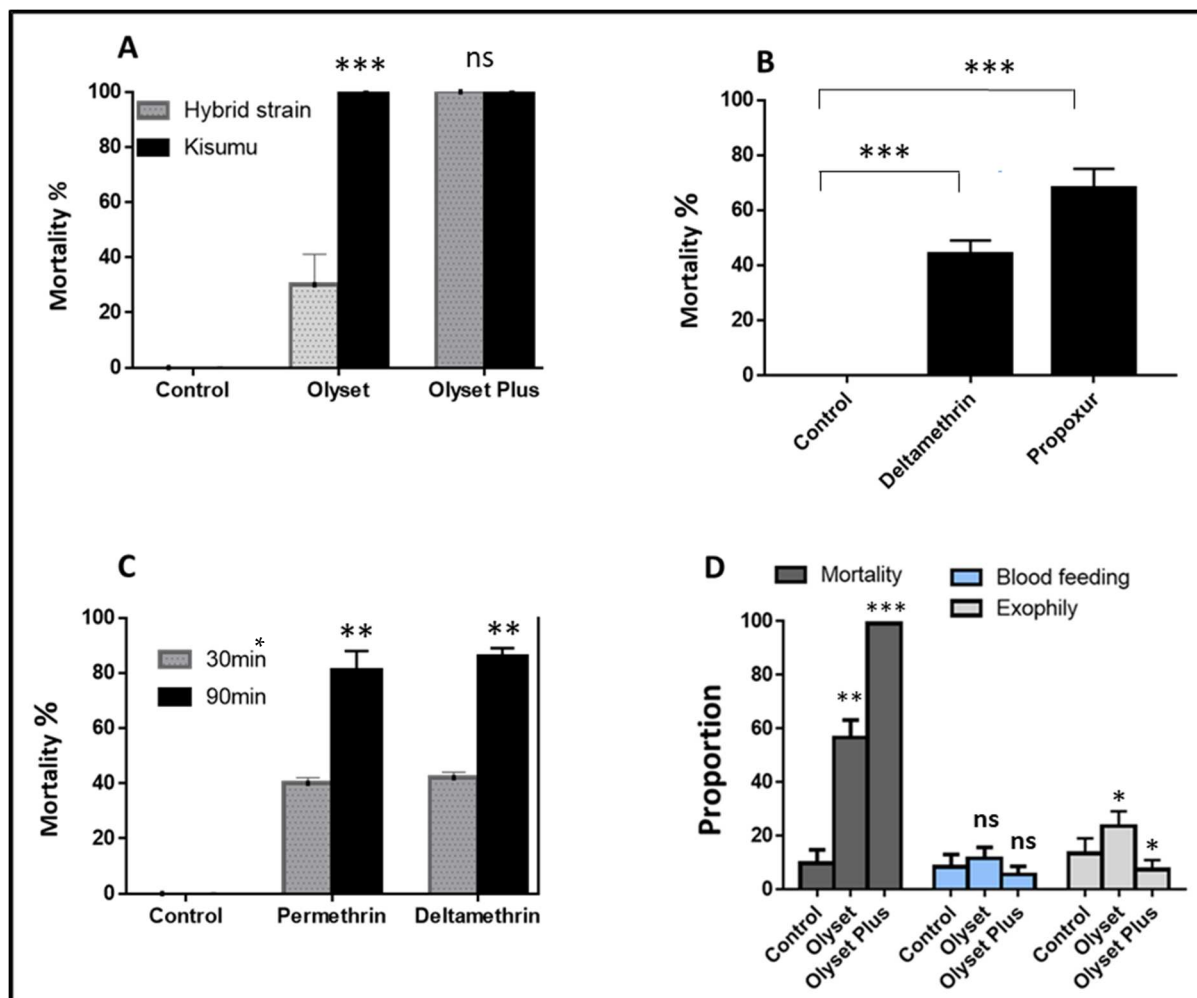 A
***
ns
100
80
60
40
20
0
Mortality %
Hybrid strain
Kisumu
Control
Olyset
Olyset Plus
B
***
***
100
80
60
40
20
0
Mortality %
Control
Deltamethrin
Propoxur
C
100
80
60
40
20
0
Mortality %
30min*
90min
**
**
Control
Permethrin
Deltamethrin
D
Mortality
Blood feeding
Exophily
100
80
60
40
20
0
Proportion
**
***
ns
ns
*
*
Control
Olyset
Olyset Plus
Control
Olyset
Olyset Plus
Control
Olyset
Olyset Plus